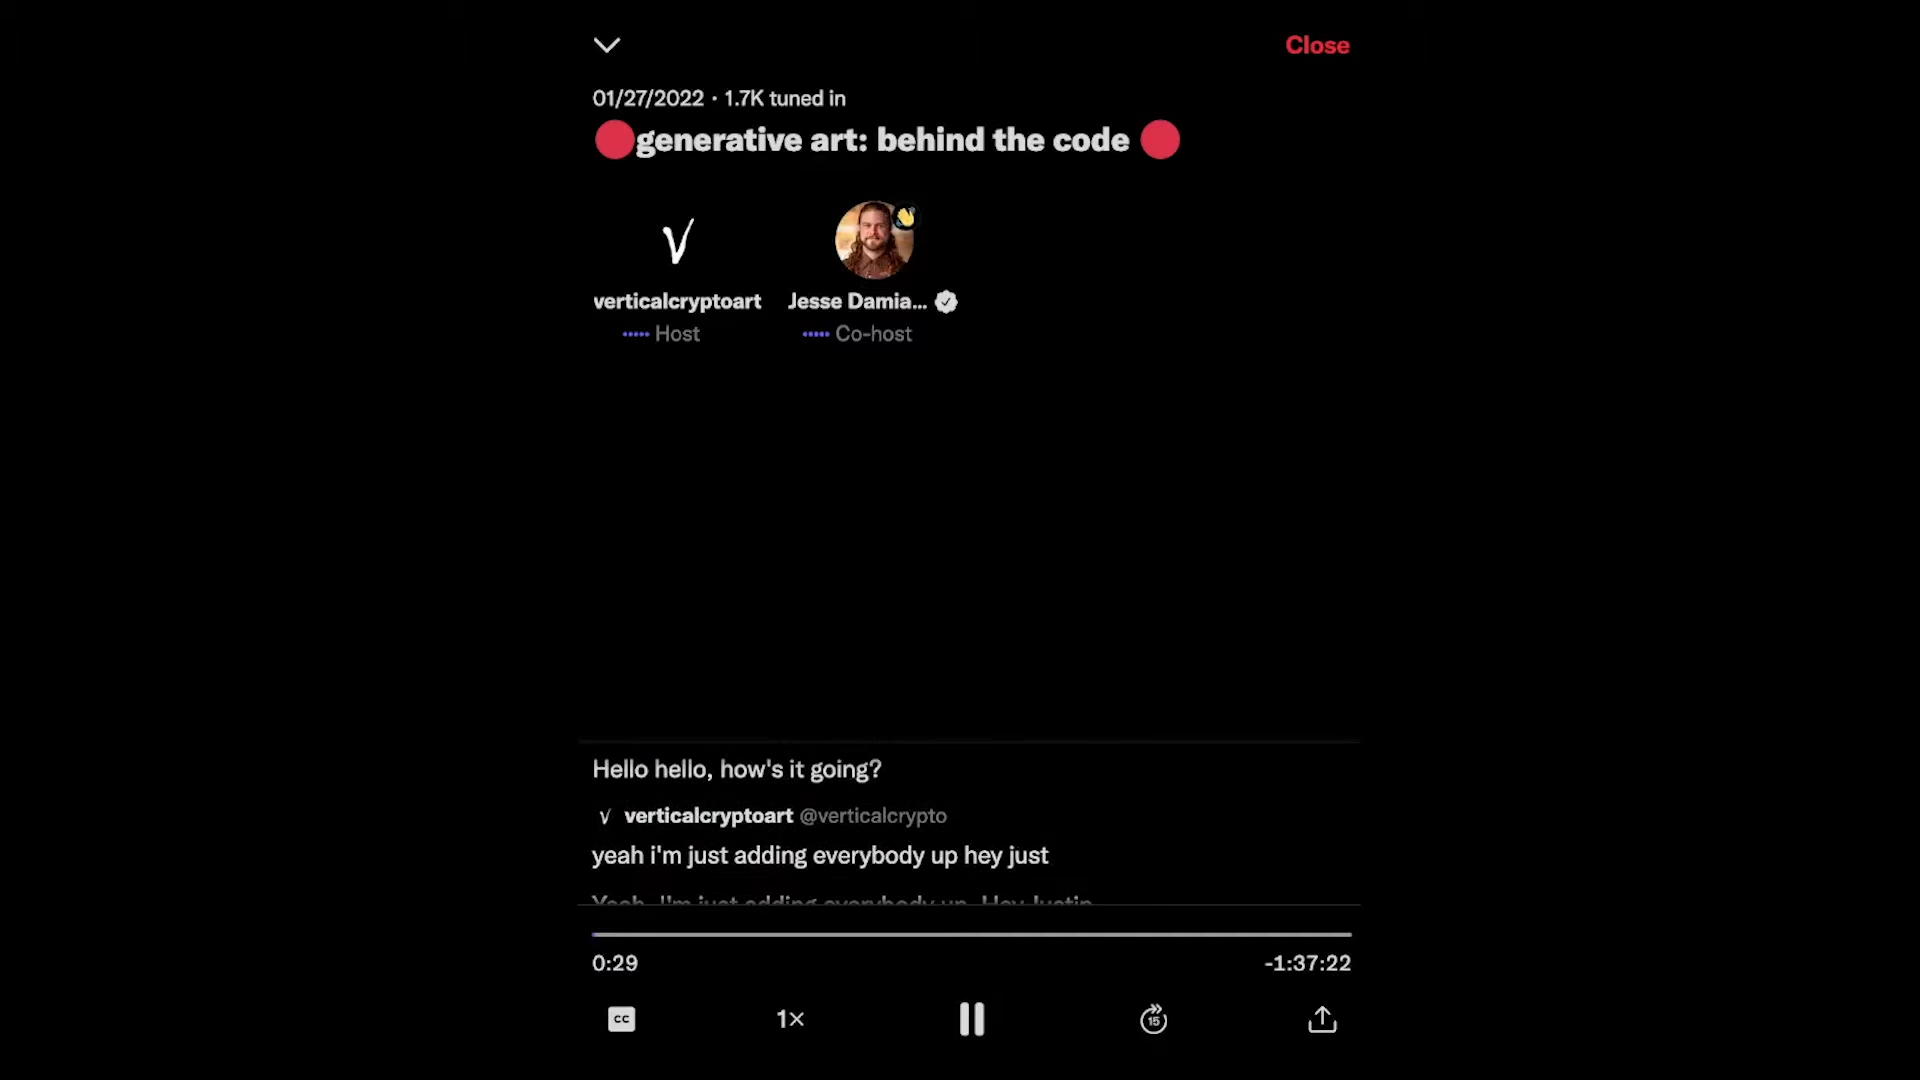 Close
01/27/2022 · 1.7K tuned in
generative art: behind the code
verticalcryptoart
Jesse Damia...
Host
Co-host
Hello hello, how's it going?
verticalcryptoart @verticalcrypto
yeah i'm just adding everybody up hey just
Yeah, I'm just adding everybody up. Hey Justin
0:29
-1:37:22
CC
1×
15